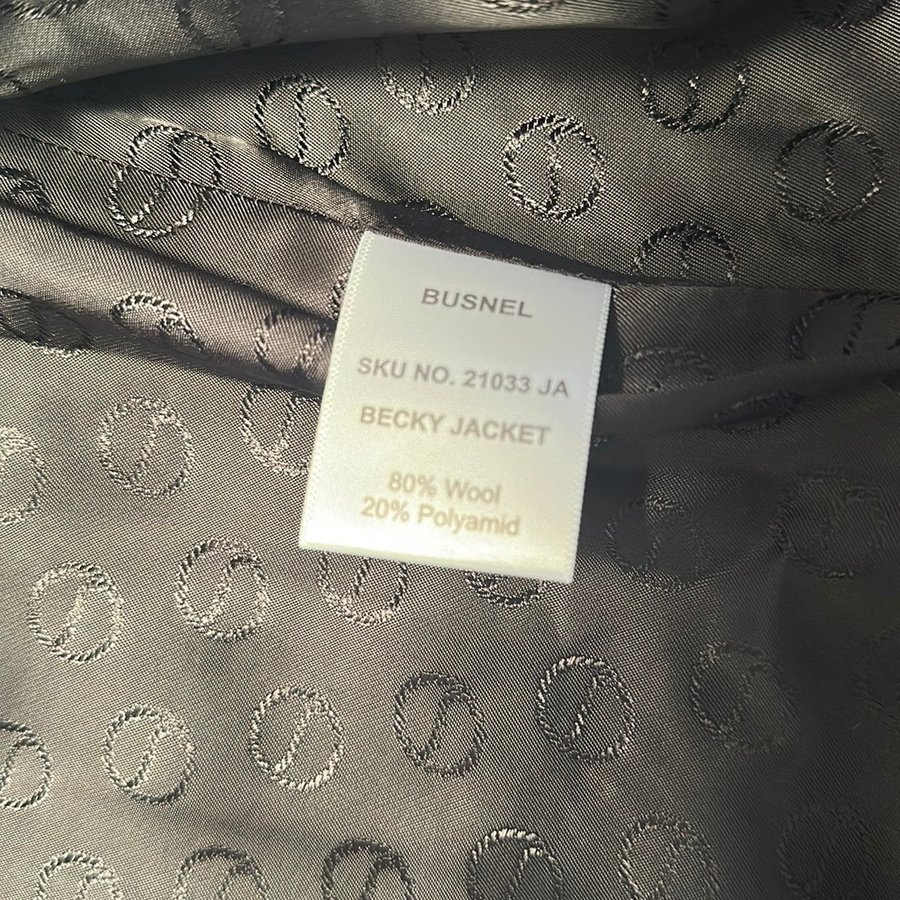 BUSNEL
SKU NO. 21033 JA
BECKY JACKET
80% Wool
20% Polyamid